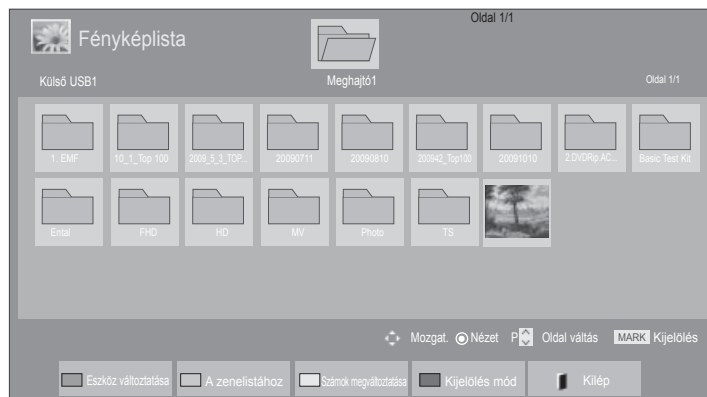 Oldal 1/1
Fényképlista
Külső USB1
Meghajtó1
Oldal 1/1
1. EMF 10_1_Top 100 2009_5_3_TOP... 20090711 20090810 200942_Top100 20091010 2.DVDRip.AC... Basic Test Kit
Ental FHD HD MV Photo TS
Mozgat. Nézet P Oldal váltás MARK Kijelölés
Eszköz változtatása A zenelistához Számok megváltoztatása Kijelölés mód Kilép